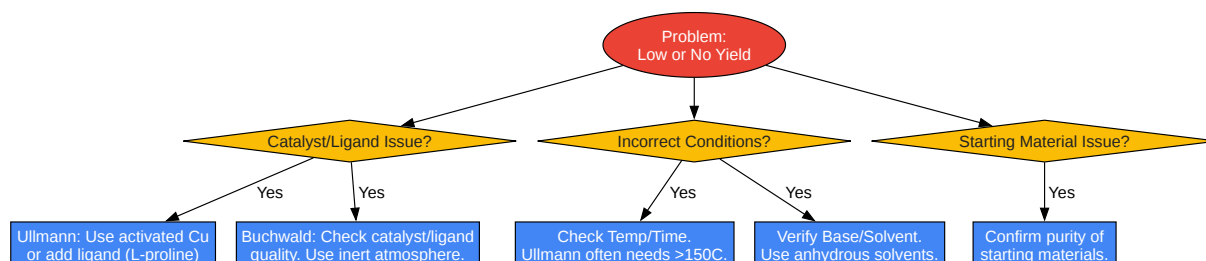 Problem:
Low or No Yield
Catalyst/Ligand Issue?
Incorrect Conditions?
Starting Material Issue?
Yes
Yes
Yes
Yes
Yes
Ullmann: Use activated Cu
or add ligand (L-proline)
Buchwald: Check catalyst/ligand
quality. Use inert atmosphere.
Check Temp/Time.
Ullmann often needs >150C.
Verify Base/Solvent.
Use anhydrous solvents.
Confirm purity of
starting materials.